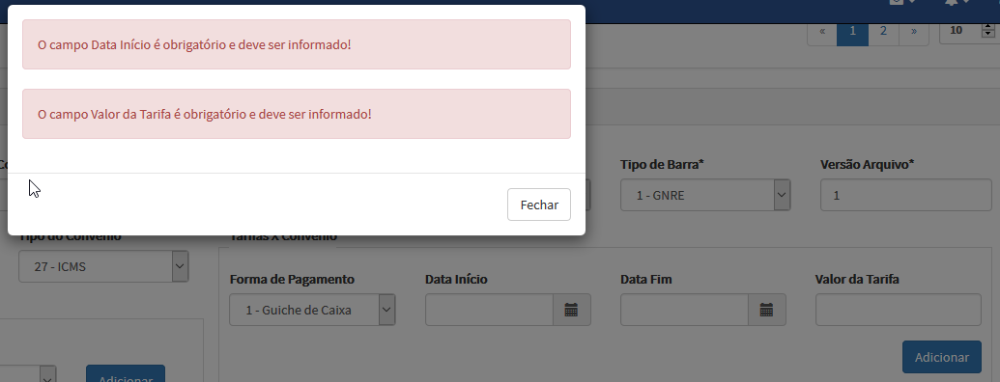 O campo Data Início é obrigatório e deve ser informado!
« 1 2 » 10
O campo Valor da Tarifa é obrigatório e deve ser informado!
Tipo de Barra* Versão Arquivo*
1 - GNRE 1
Fechar
Tipo do Convênio Tarifas X Convênio
27 - ICMS
Forma de Pagamento Data Início Data Fim Valor da Tarifa
1 - Guiche de Caixa
Adicionar
Adicionar